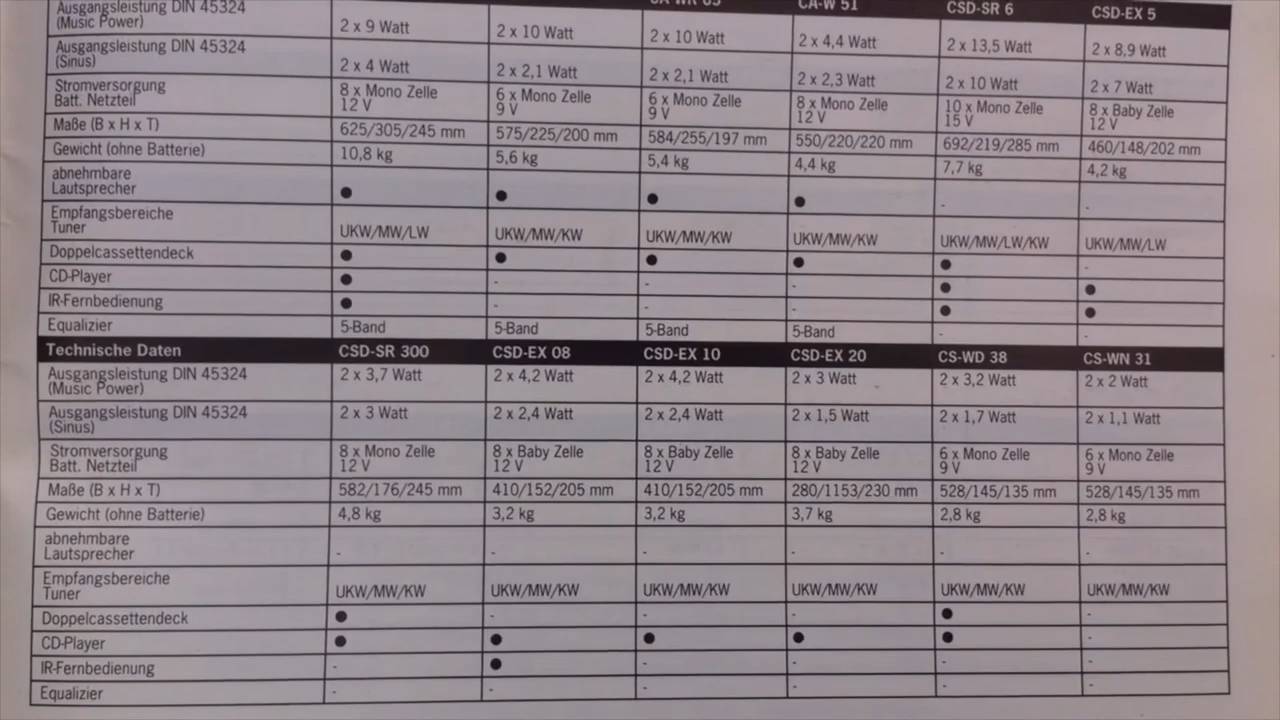 CA-W 51 CSD-SR 6 CSD-EX 5
Ausgangsleistung DIN 45324
(Music Power) 2 x 9 Watt 2 x 10 Watt 2 x 10 Watt 2 x 4,4 Watt 2 x 13,5 Watt 2 x 8,9 Watt
Ausgangsleistung DIN 45324
(Sinus) 2 x 4 Watt 2 x 2,1 Watt 2 x 2,1 Watt 2 x 2,3 Watt 2 x 10 Watt 2 x 7 Watt
Stromversorgung 8 x Mono Zelle 6 x Mono Zelle 6 x Mono Zelle 8 x Mono Zelle 10 x Mono Zelle 8 x Baby Zelle
Batt. Netzteil 12 V 9 V 9 V 12 V 15 V 12 V
Maße (B x H x T) 625/305/245 mm 575/225/200 mm 584/255/197 mm 550/220/220 mm 692/219/285 mm 460/148/202 mm
Gewicht (ohne Batterie) 10,8 kg 5,6 kg 5,4 kg 4,4 kg 7,7 kg 4,2 kg
abnehmbare
Lautsprecher ● ● ● ● - -
Empfangsbereiche
Tuner UKW/MW/LW UKW/MW/KW UKW/MW/KW UKW/MW/KW UKW/MW/LW/KW UKW/MW/LW
Doppelcassettendeck ● ● ● ● ● -
CD-Player ● - - - ● ●
IR-Fernbedienung ● - - - ● ●
Equalizier 5-Band 5-Band 5-Band 5-Band - -
Technische Daten CSD-SR 300 CSD-EX 08 CSD-EX 10 CSD-EX 20 CS-WD 38 CS-WN 31
Ausgangsleistung DIN 45324 2 x 3,7 Watt 2 x 4,2 Watt 2 x 4,2 Watt 2 x 3 Watt 2 x 3,2 Watt 2 x 2 Watt
(Music Power)
Ausgangsleistung DIN 45324 2 x 3 Watt 2 x 2,4 Watt 2 x 2,4 Watt 2 x 1,5 Watt 2 x 1,7 Watt 2 x 1,1 Watt
(Sinus)
Stromversorgung 8 x Mono Zelle 8 x Baby Zelle 8 x Baby Zelle 8 x Baby Zelle 6 x Mono Zelle 6 x Mono Zelle
Batt. Netzteil 12 V 12 V 12 V 12 V 9 V 9 V
Maße (B x H x T) 582/176/245 mm 410/152/205 mm 410/152/205 mm 280/1153/230 mm 528/145/135 mm 528/145/135 mm
Gewicht (ohne Batterie) 4,8 kg 3,2 kg 3,2 kg 3,7 kg 2,8 kg 2,8 kg
abnehmbare
Lautsprecher - - - - - -
Empfangsbereiche
Tuner UKW/MW/KW UKW/MW/KW UKW/MW/KW UKW/MW/KW UKW/MW/KW UKW/MW/KW
Doppelcassettendeck ● - - - ● -
CD-Player ● ● ● ● ● -
IR-Fernbedienung - ● - - - -
Equalizier - - - - - -